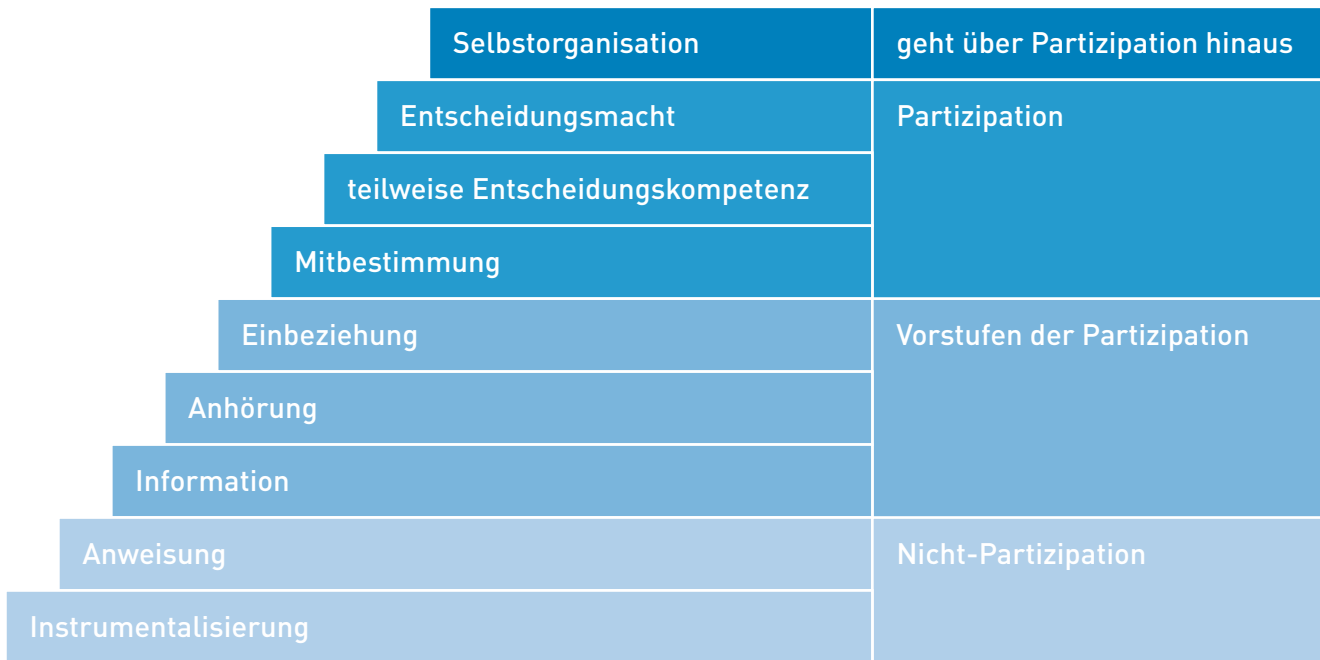 Selbstorganisation
geht über Partizipation hinaus
Entscheidungsmacht
Partizipation
teilweise Entscheidungskompetenz
Mitbestimmung
Einbeziehung
Vorstufen der Partizipation
Anhörung
Information
Anweisung
Nicht-Partizipation
Instrumentalisierung